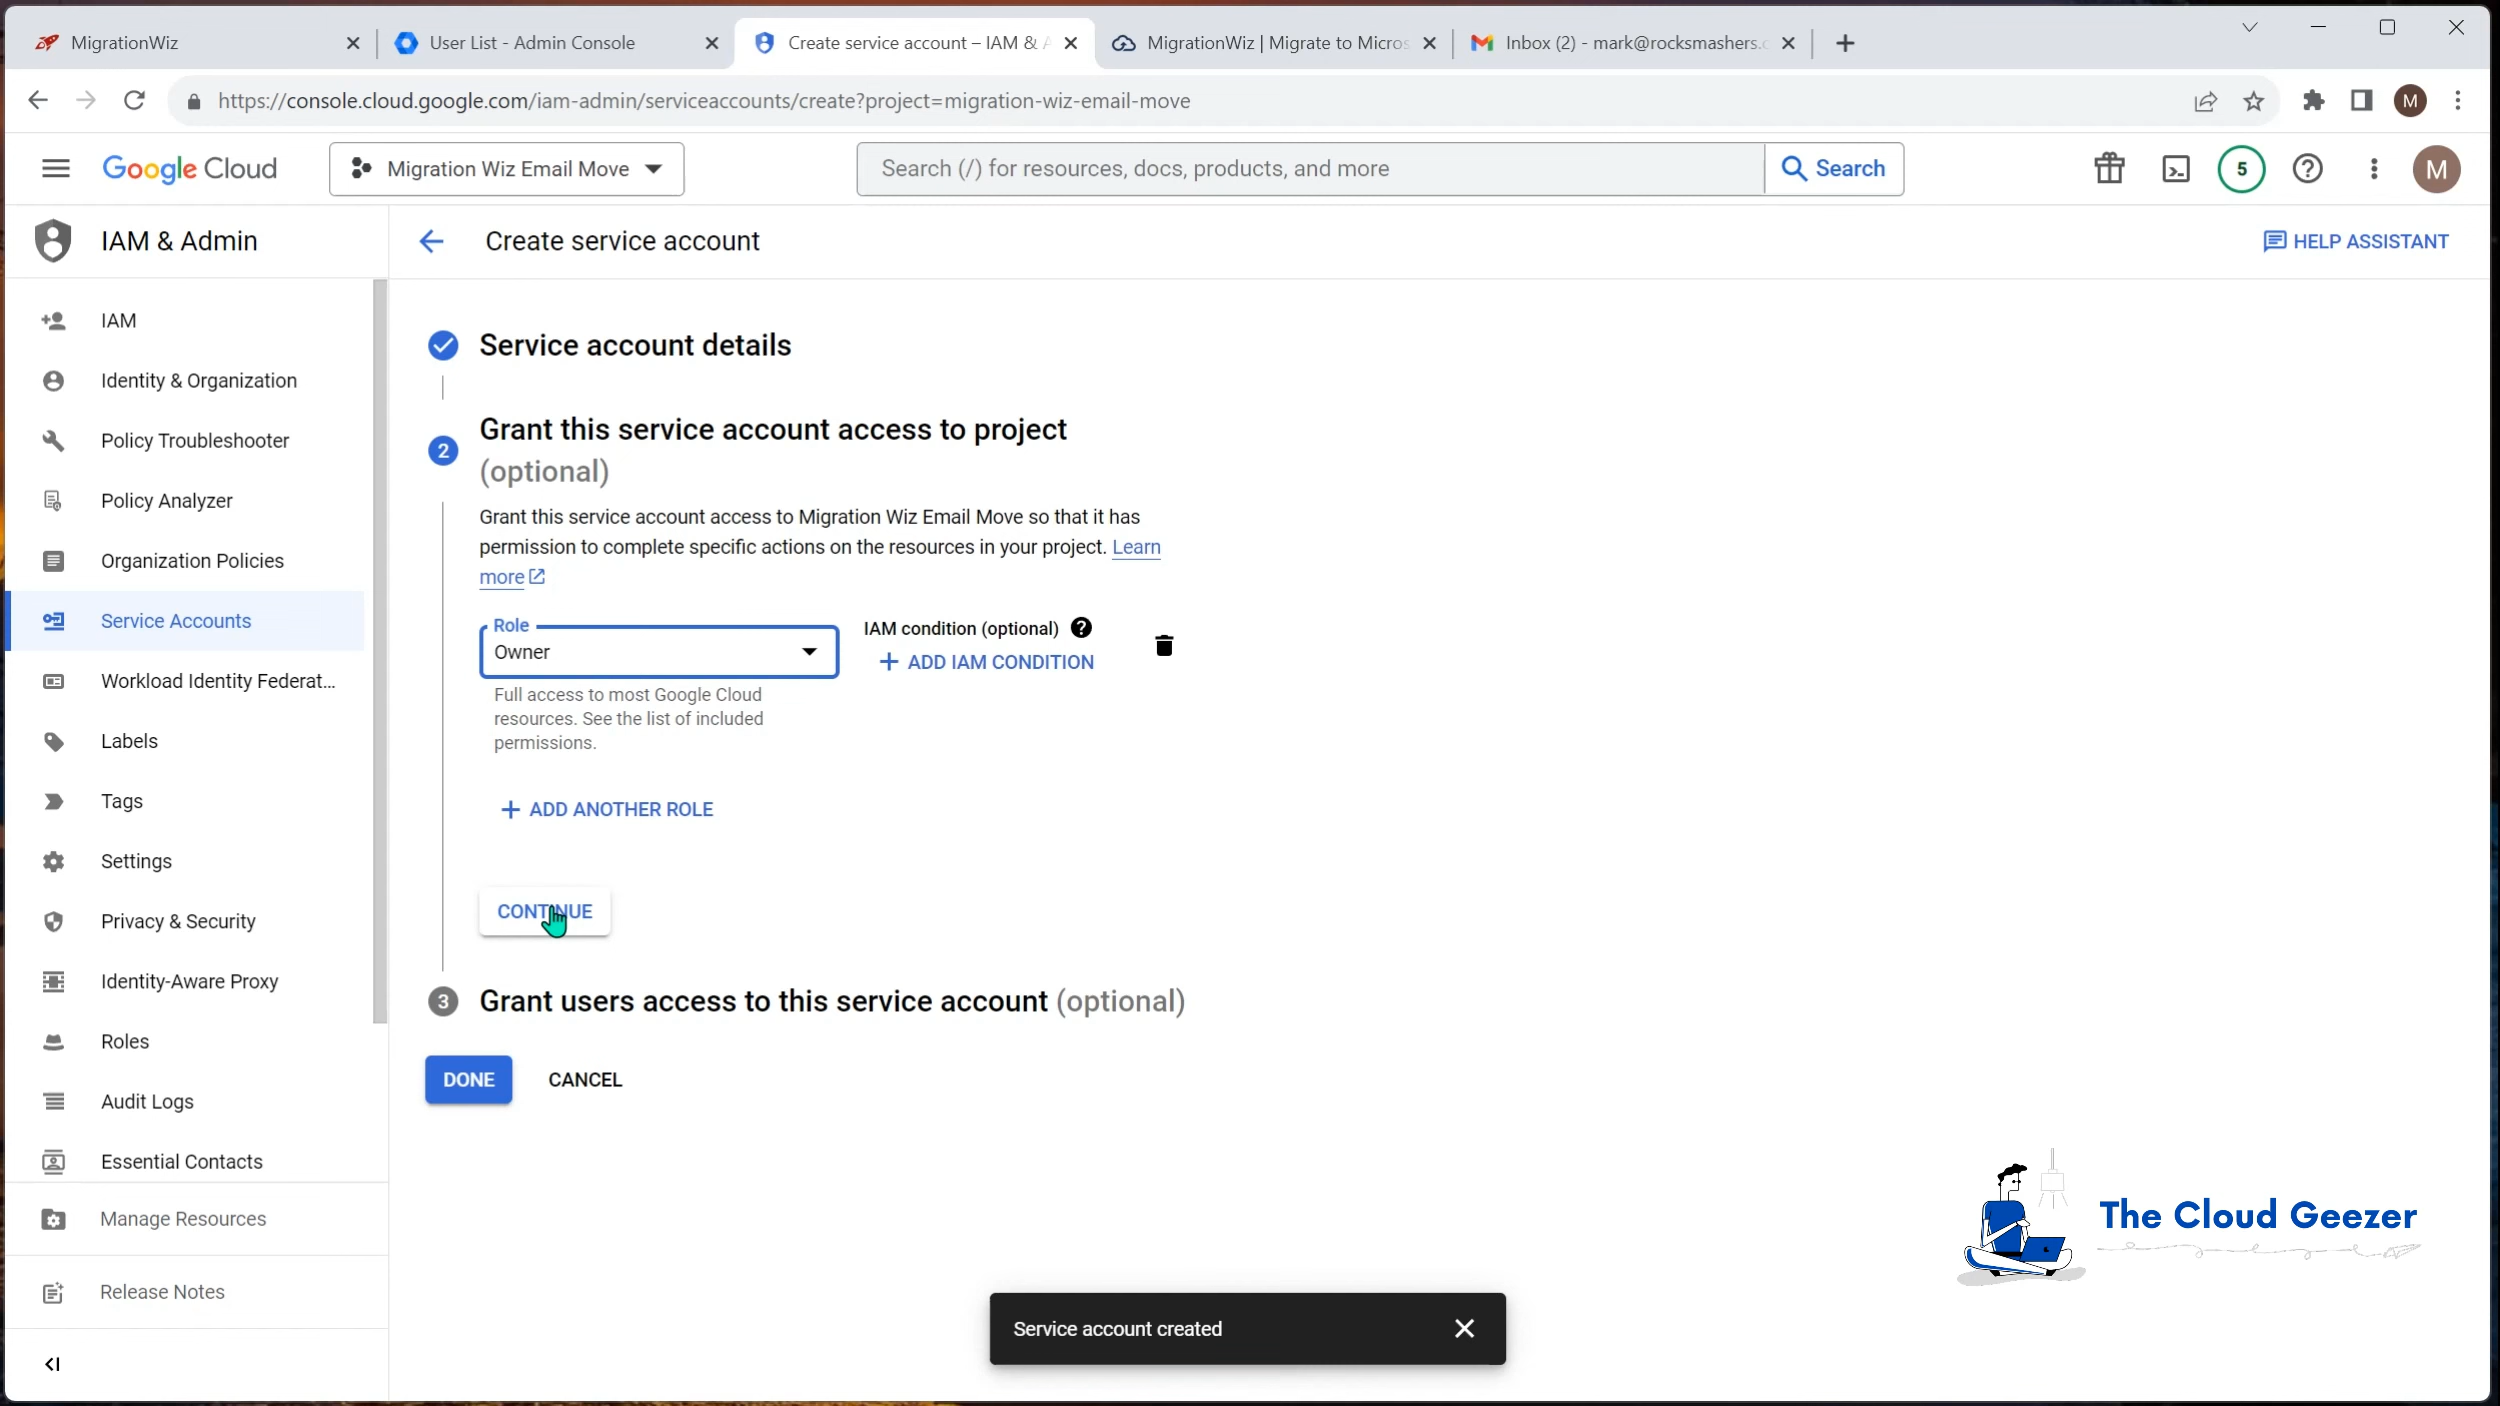 MigrationWiz
User List - Admin Console
Create service account – IAM & A
MigrationWiz | Migrate to Micros
Inbox (2) - mark@rocksmashers.c
https://console.cloud.google.com/iam-admin/serviceaccounts/create?project=migration-wiz-email-move
M
Google Cloud
Migration Wiz Email Move
Search (/) for resources, docs, products, and more
Search
5
M
IAM & Admin
Create service account
HELP ASSISTANT
IAM
Identity & Organization
Policy Troubleshooter
Policy Analyzer
Organization Policies
Service Accounts
Workload Identity Federat...
Labels
Tags
Settings
Privacy & Security
Identity-Aware Proxy
Roles
Audit Logs
Essential Contacts
Manage Resources
Release Notes
Service account details
2
Grant this service account access to project
(optional)
Grant this service account access to Migration Wiz Email Move so that it has
permission to complete specific actions on the resources in your project. Learn
more
Role
Owner
IAM condition (optional)
+ ADD IAM CONDITION
Full access to most Google Cloud
resources. See the list of included
permissions.
+ ADD ANOTHER ROLE
CONTINUE
3
Grant users access to this service account (optional)
DONE
CANCEL
The Cloud Geezer
Service account created